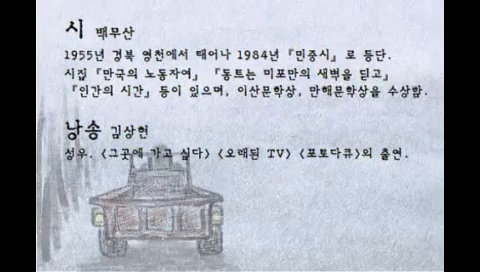 시 백무산
1955년 경북 영천에서 태어나 1984년 『민중시』로 등단.
시집 『만국의 노동자여』 『동트는 미포만의 새벽을 딛고』
『인간의 시간』 등이 있으며, 이산문학상, 만해문학상을 수상함.
낭송 김상현
성우. <그곳에 가고 싶다> <오래된 TV> <포토다큐>의 출연.